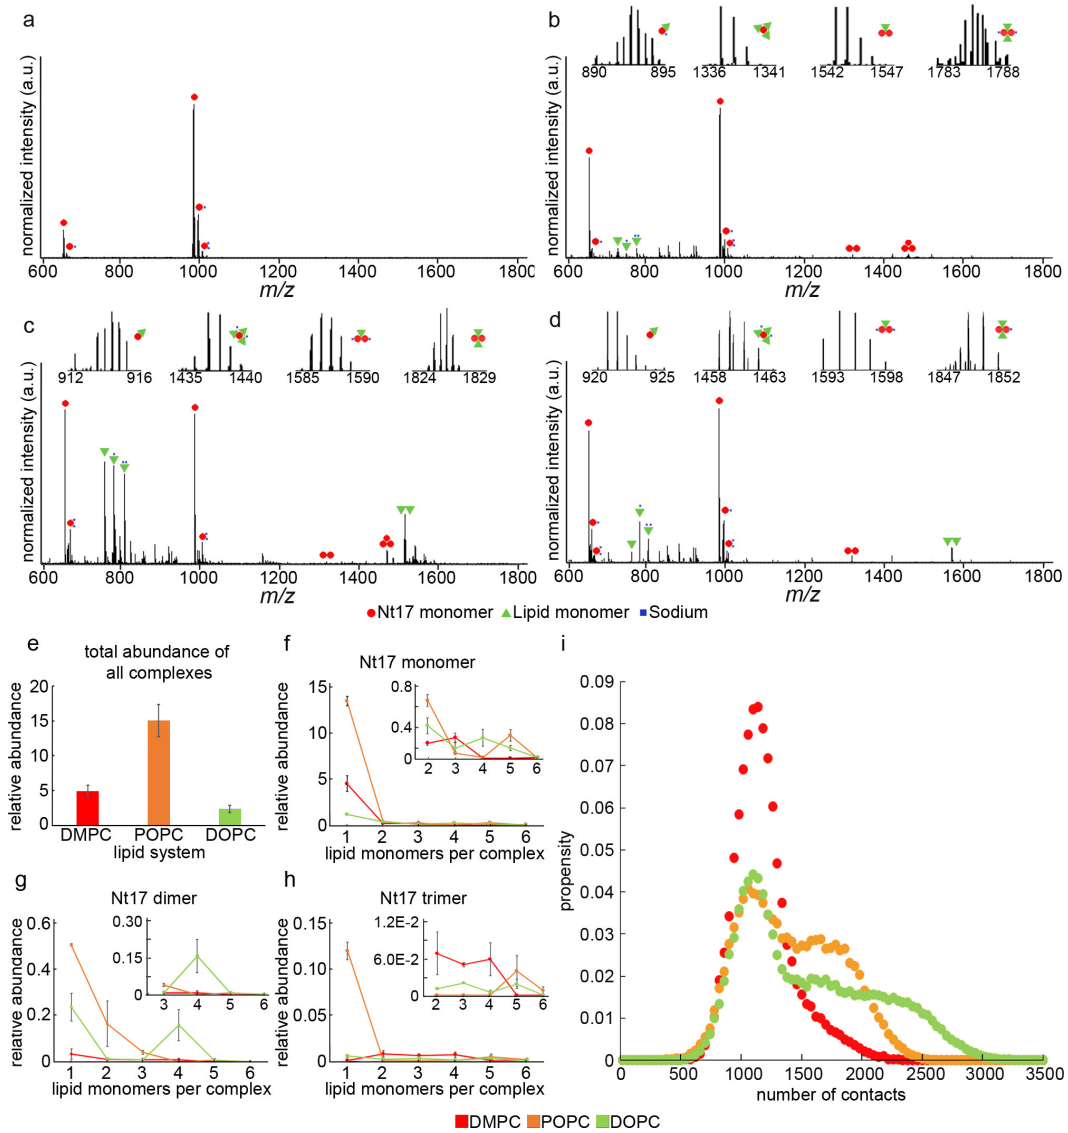 a
normalized intensity (a.u.)
600 800 1000 1200 1400 1600 1800
m/z
b
890 895 1336 1341 1542 1547 1783 1788
normalized intensity (a.u.)
600 800 1000 1200 1400 1600 1800
m/z
c
912 916 1435 1440 1585 1590 1824 1829
normalized intensity (a.u.)
600 800 1000 1200 1400 1600 1800
m/z
d
920 925 1458 1463 1593 1598 1847 1852
normalized intensity (a.u.)
600 800 1000 1200 1400 1600 1800
m/z
Nt17 monomer Lipid monomer Sodium
e
total abundance of
all complexes
relative abundance
20
15
10
5
0
DMPC POPC DOPC
lipid system
f
Nt17 monomer
relative abundance
15
10
5
0
1 2 3 4 5 6
lipid monomers per complex
0.8
0.4
0
2 3 4 5 6
g
Nt17 dimer
relative abundance
0.6
0.4
0.2
0
1 2 3 4 5 6
lipid monomers per complex
0.30
0.15
0
3 4 5 6
h
Nt17 trimer
relative abundance
0.15
0.10
0.05
0
1 2 3 4 5 6
lipid monomers per complex
1.2E-2
6.0E-2
0
2 3 4 5 6
i
propensity
0.09
0.08
0.07
0.06
0.05
0.04
0.03
0.02
0.01
0
0 500 1000 1500 2000 2500 3000 3500
number of contacts
DMPC POPC DOPC